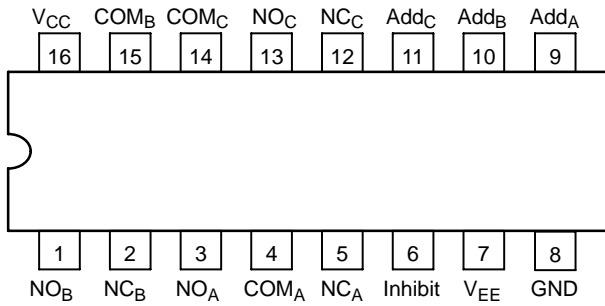 VCC COMB COMC NOC NCC AddC AddB AddA
16 15 14 13 12 11 10 9
1 2 3 4 5 6 7 8
NOB NCB NOA COMA NCA Inhibit VEE GND